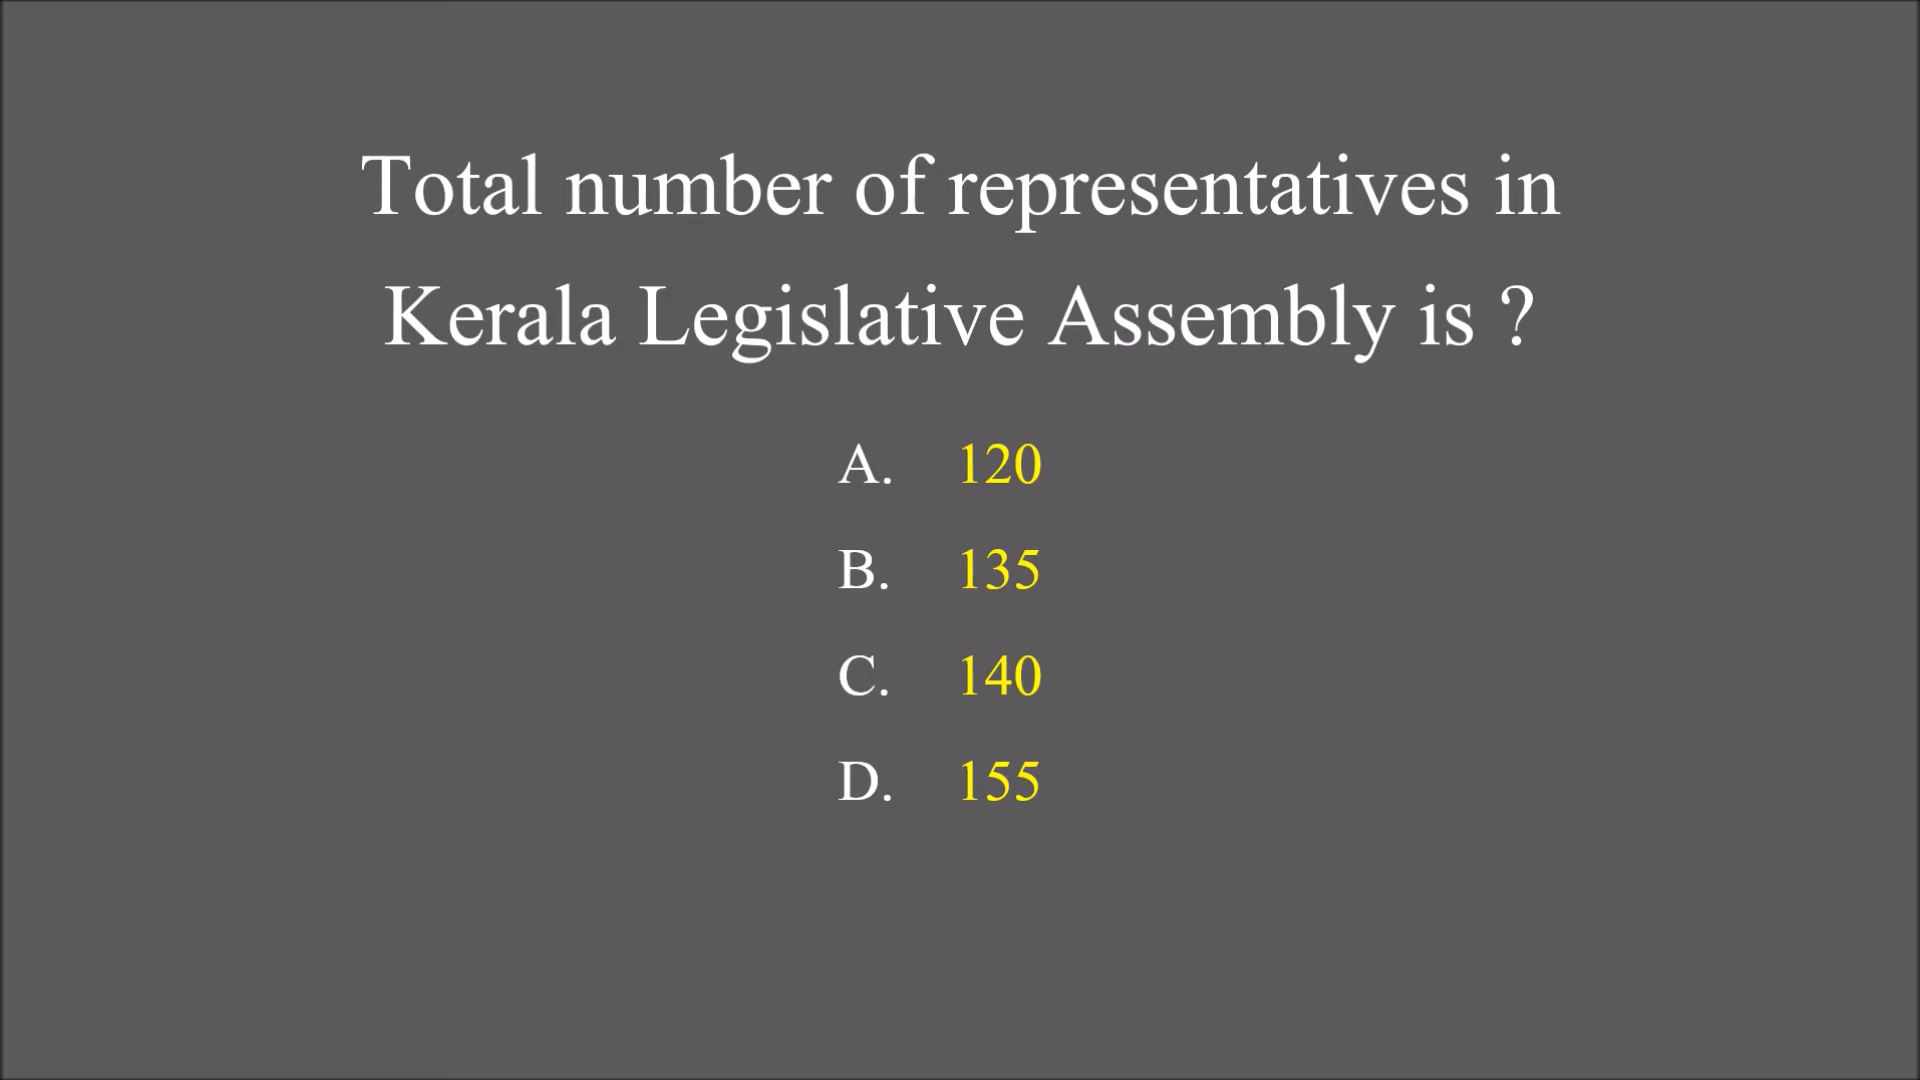 Total number of representatives in
Kerala Legislative Assembly is ?
A. 120
B. 135
C. 140
D. 155